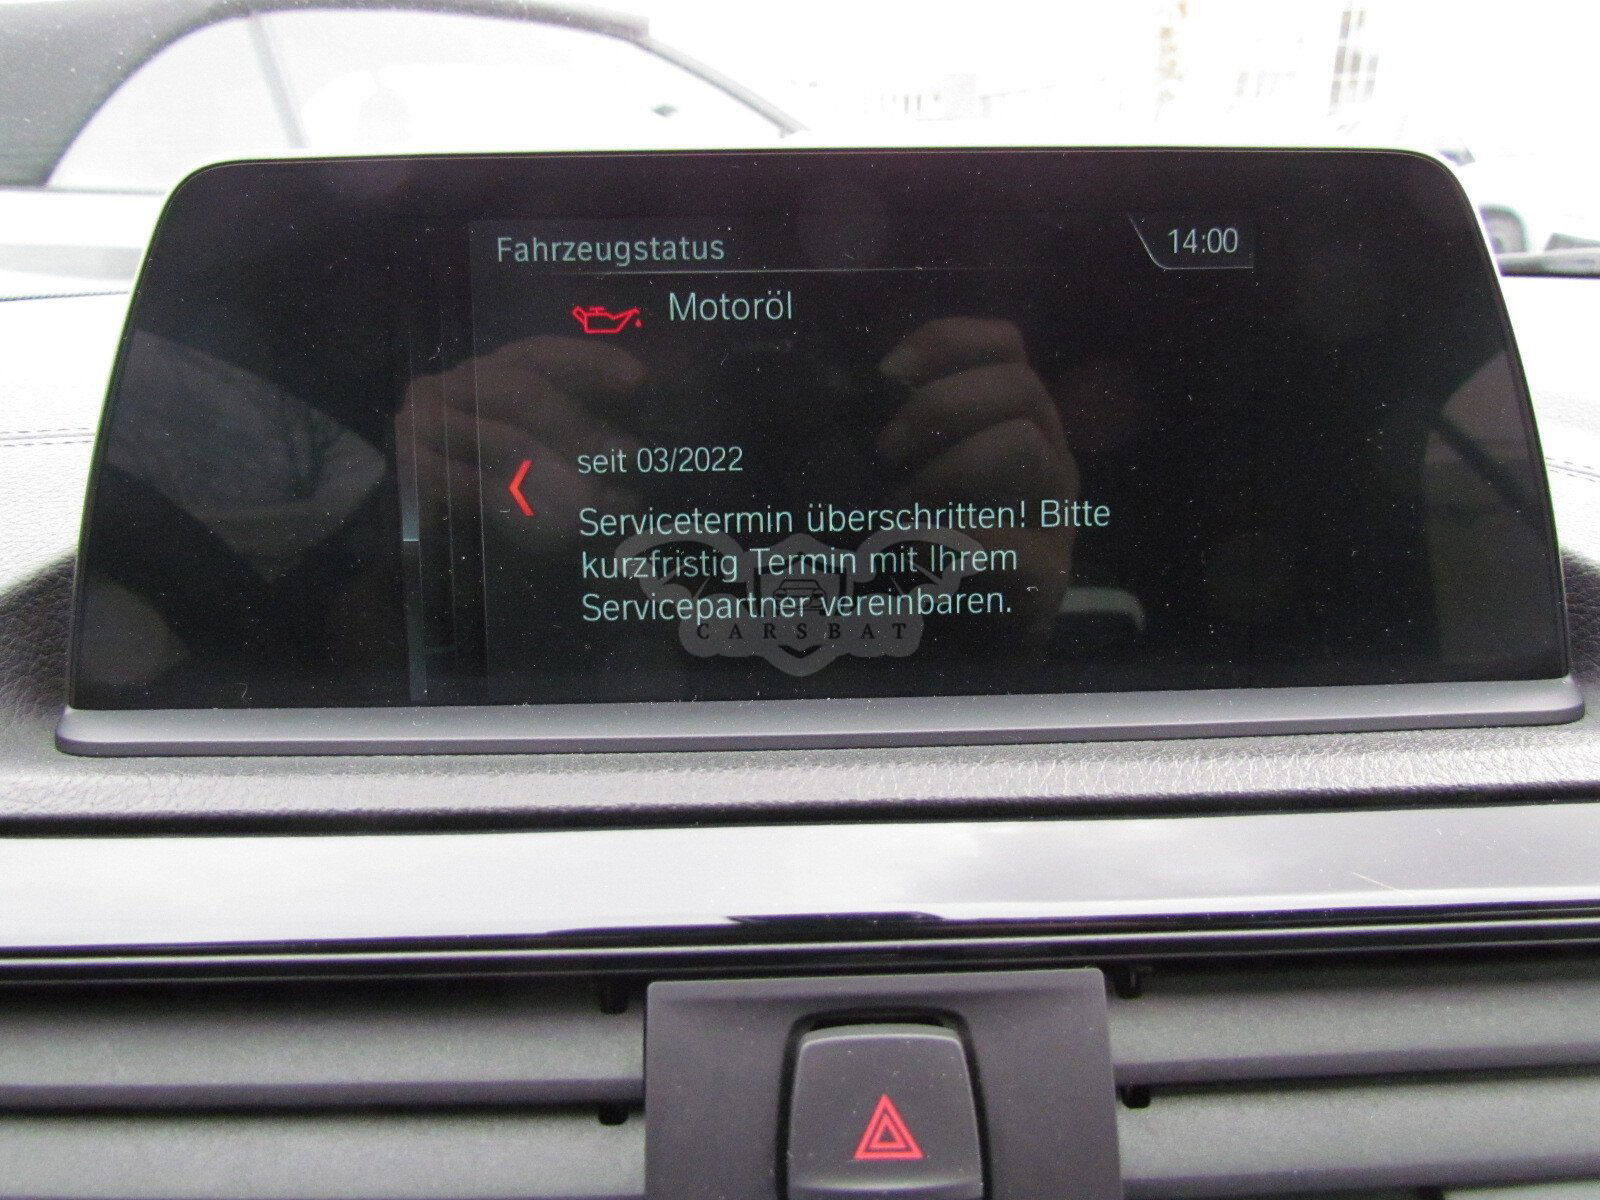 Fahrzeugstatus
14:00
Motoröl
seit 03/2022
Servicetermin überschritten! Bitte
kurzfristig Termin mit Ihrem
Servicepartner vereinbaren.
CARSBAT